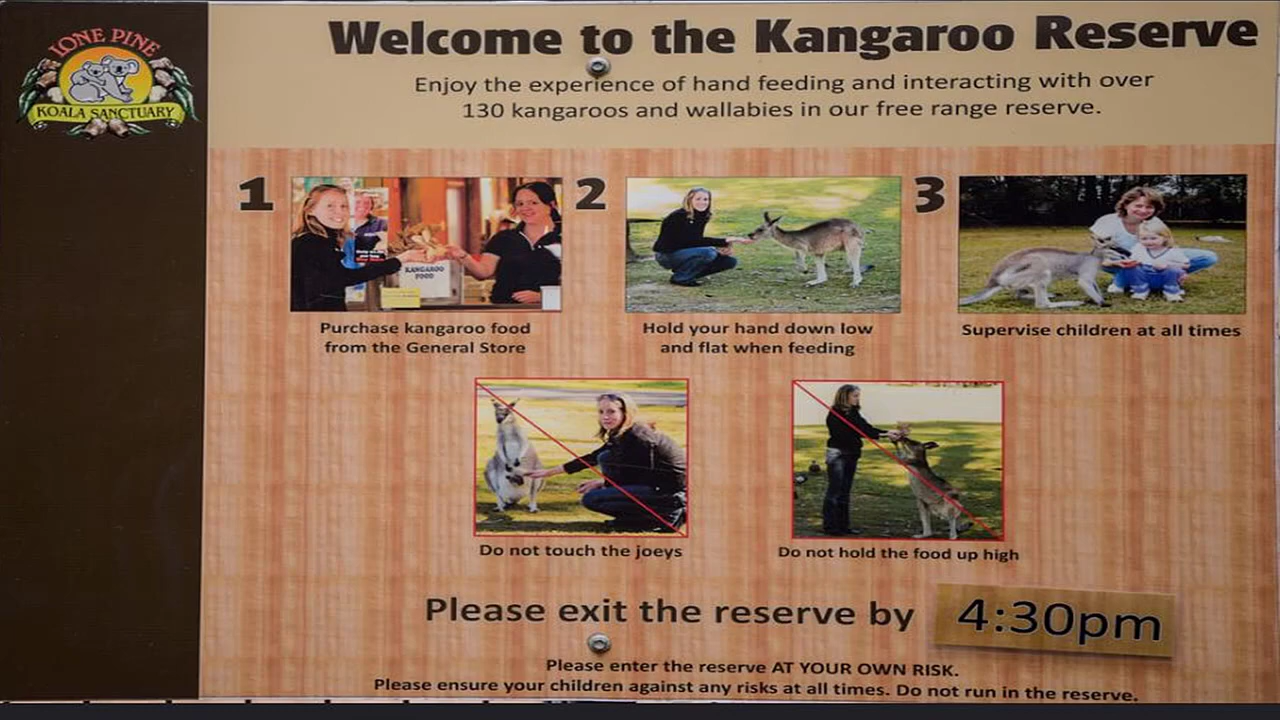 LONE PINE
KOALA SANCTUARY
Welcome to the Kangaroo Reserve
Enjoy the experience of hand feeding and interacting with over
130 kangaroos and wallabies in our free range reserve.
1
2
3
KANGAROO
FOOD
Purchase kangaroo food
from the General Store
Hold your hand down low
and flat when feeding
Supervise children at all times
Do not touch the joeys
Do not hold the food up high
Please exit the reserve by 4:30pm
Please enter the reserve AT YOUR OWN RISK.
Please ensure your children against any risks at all times. Do not run in the reserve.